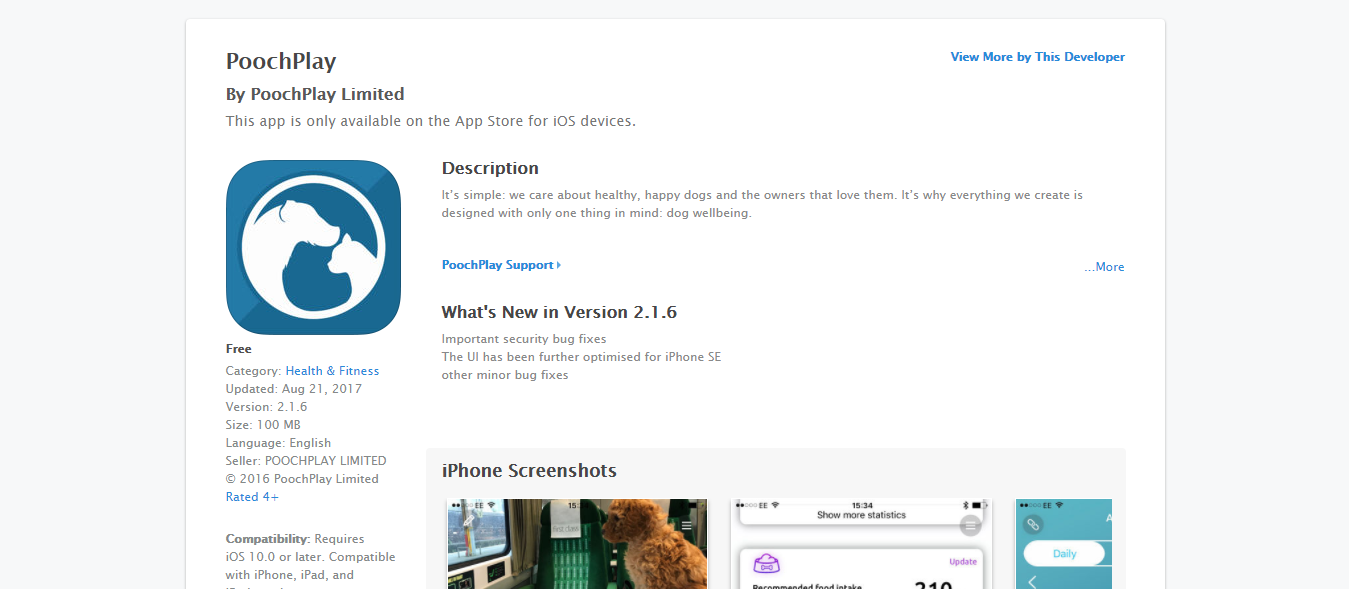 PoochPlay
View More by This Developer
By PoochPlay Limited
This app is only available on the App Store for iOS devices.
Description
It's simple: we care about healthy, happy dogs and the owners that love them. It's why everything we create is
designed with only one thing in mind: dog wellbeing.
PoochPlay Support
...More
What's New in Version 2.1.6
Important security bug fixes
The UI has been further optimised for iPhone SE
other minor bug fixes
Free
Category: Health & Fitness
Updated: Aug 21, 2017
Version: 2.1.6
Size: 100 MB
Language: English
Seller: POOCHPLAY LIMITED
© 2016 PoochPlay Limited
Rated 4+
Compatibility: Requires
iOS 10.0 or later. Compatible
with iPhone, iPad, and
iPhone Screenshots
EE
first class
EE 15:34
Show more statistics
Update
Recommended food intake
210
EE
Daily